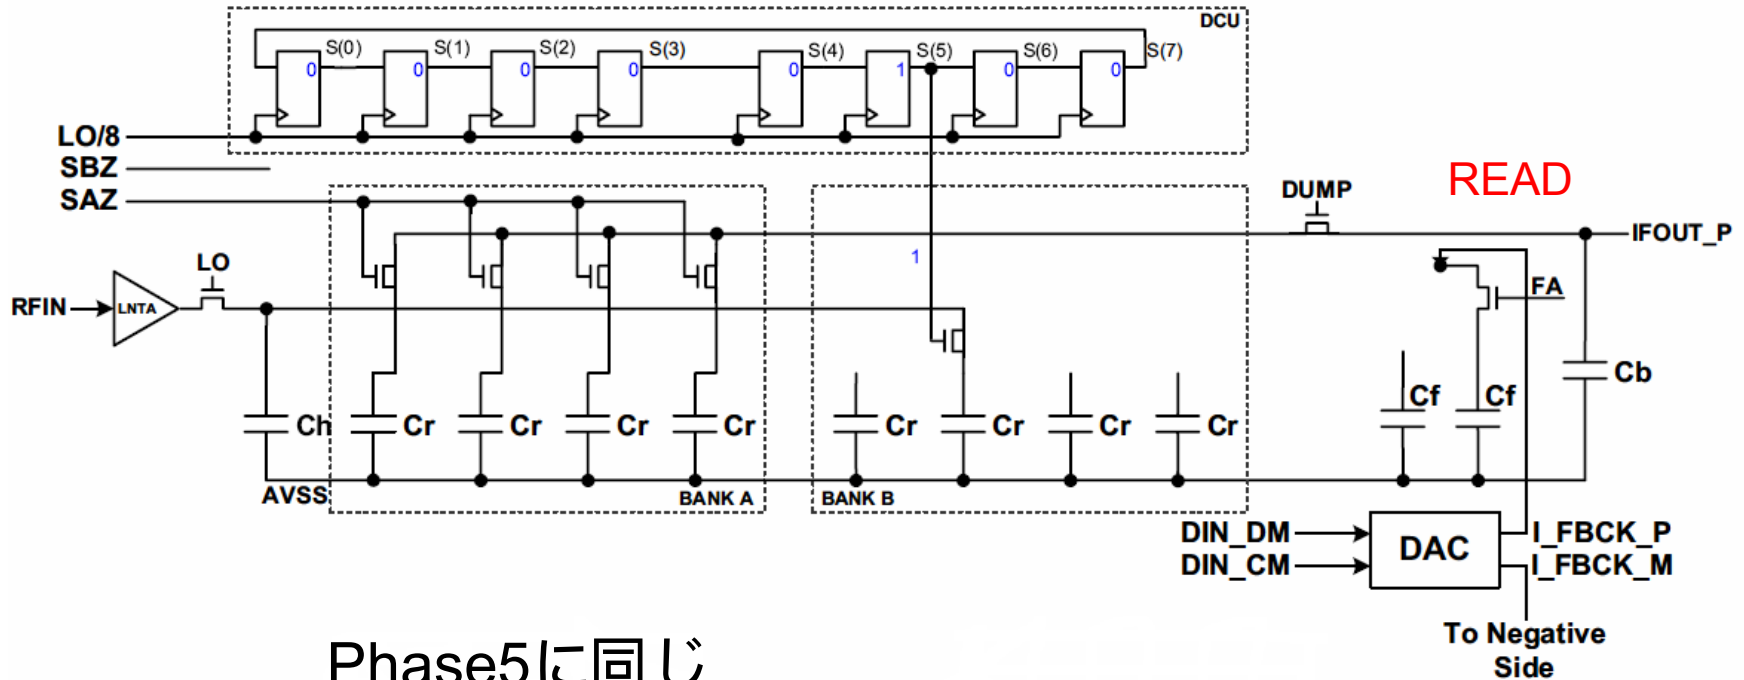 DCU
S(0) S(1) S(2) S(3) S(4) S(5) S(6) S(7)
0 0 0 0 0 1 0 0
LO/8
SBZ
SAZ
DUMP
READ
IFOUT_P
1
LO
RFIN
LNTA
FA
Ch Cr Cr Cr Cr Cr Cr Cr Cr Cf Cf Cb
AVSS
BANK A
BANK B
DIN_DM
DIN_CM
DAC
I_FBCK_P
I_FBCK_M
To Negative
Side
Phase5に同じ